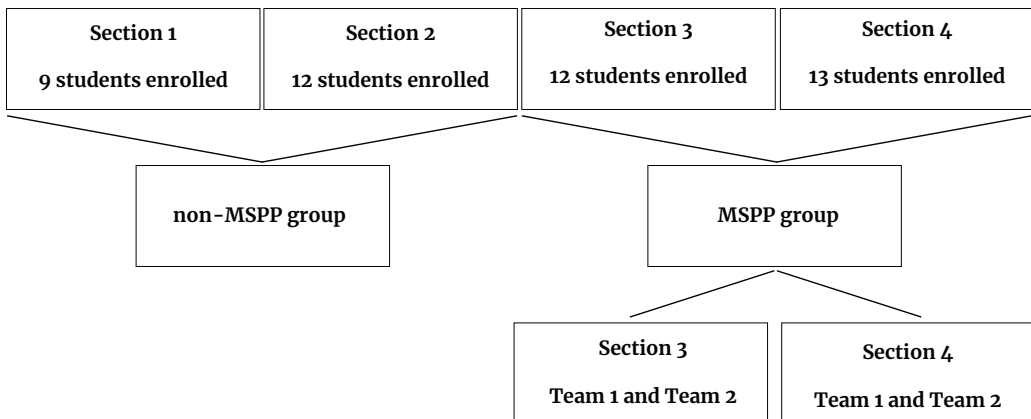 Section 1
9 students enrolled
Section 2
12 students enrolled
Section 3
12 students enrolled
Section 4
13 students enrolled
non-MSPP group
MSPP group
Section 3
Team 1 and Team 2
Section 4
Team 1 and Team 2